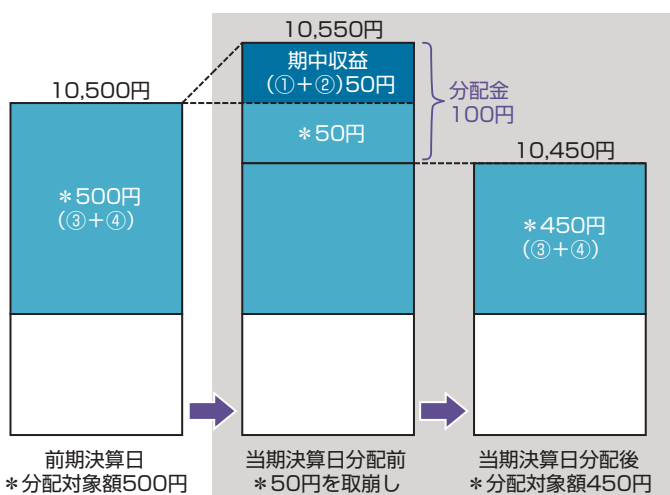 10,500円
＊500円
(③＋④)
前期決算日
＊分配対象額500円
10,550円
期中収益
(①＋②)50円
＊50円
分配金
100円
当期決算日分配前
＊50円を取崩し
10,450円
＊450円
(③＋④)
当期決算日分配後
＊分配対象額450円